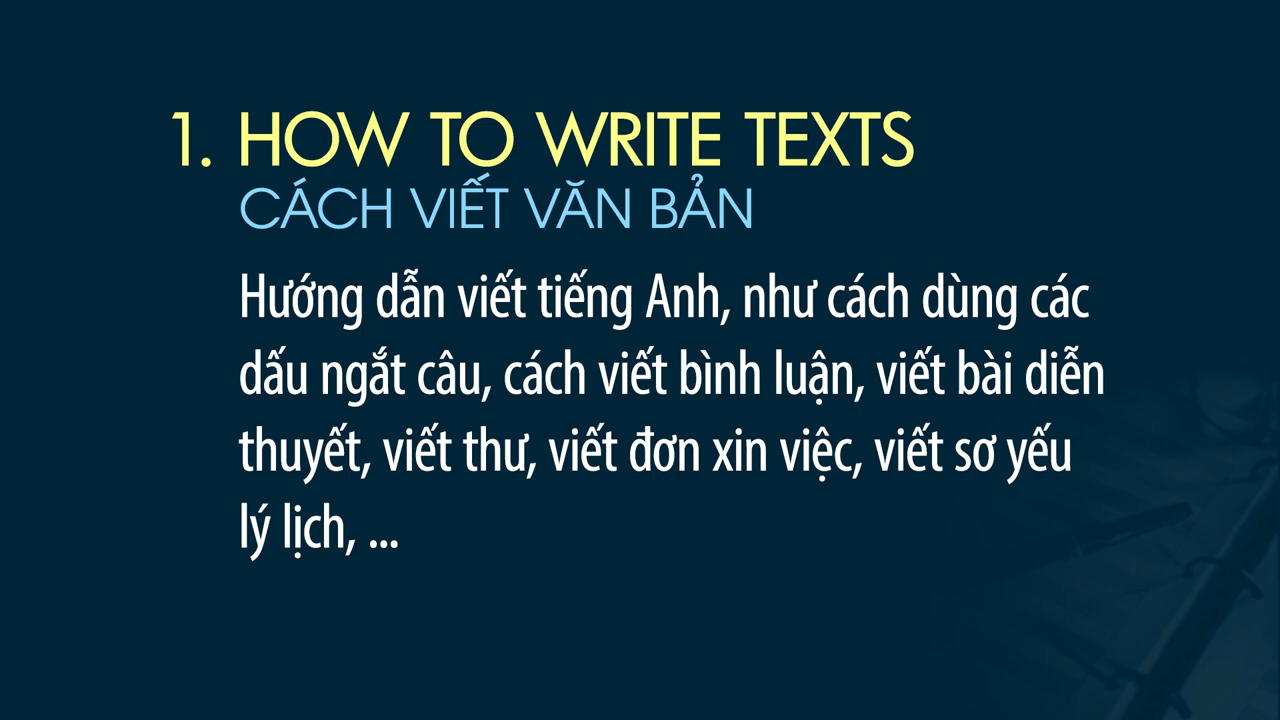 1. HOW TO WRITE TEXTS
CÁCH VIẾT VĂN BẢN
Hướng dẫn viết tiếng Anh, như cách dùng các
dấu ngắt câu, cách viết bình luận, viết bài diễn
thuyết, viết thư, viết đơn xin việc, viết sơ yếu
lý lịch, ...